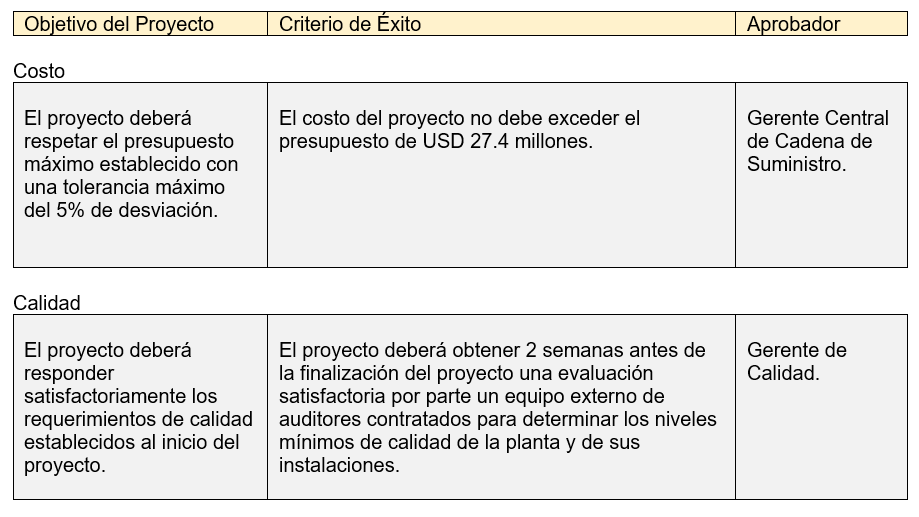 Objetivo del Proyecto
Criterio de Éxito
Aprobador
Costo
El proyecto deberá
respetar el presupuesto
máximo establecido con
una tolerancia máximo
del 5% de desviación.
El costo del proyecto no debe exceder el
presupuesto de USD 27.4 millones.
Gerente Central
de Cadena de
Suministro.
Calidad
El proyecto deberá
responder
satisfactoriamente los
requerimientos de calidad
establecidos al inicio del
proyecto.
El proyecto deberá obtener 2 semanas antes de
la finalización del proyecto una evaluación
satisfactoria por parte un equipo externo de
auditores contratados para determinar los niveles
mínimos de calidad de la planta y de sus
instalaciones.
Gerente de
Calidad.